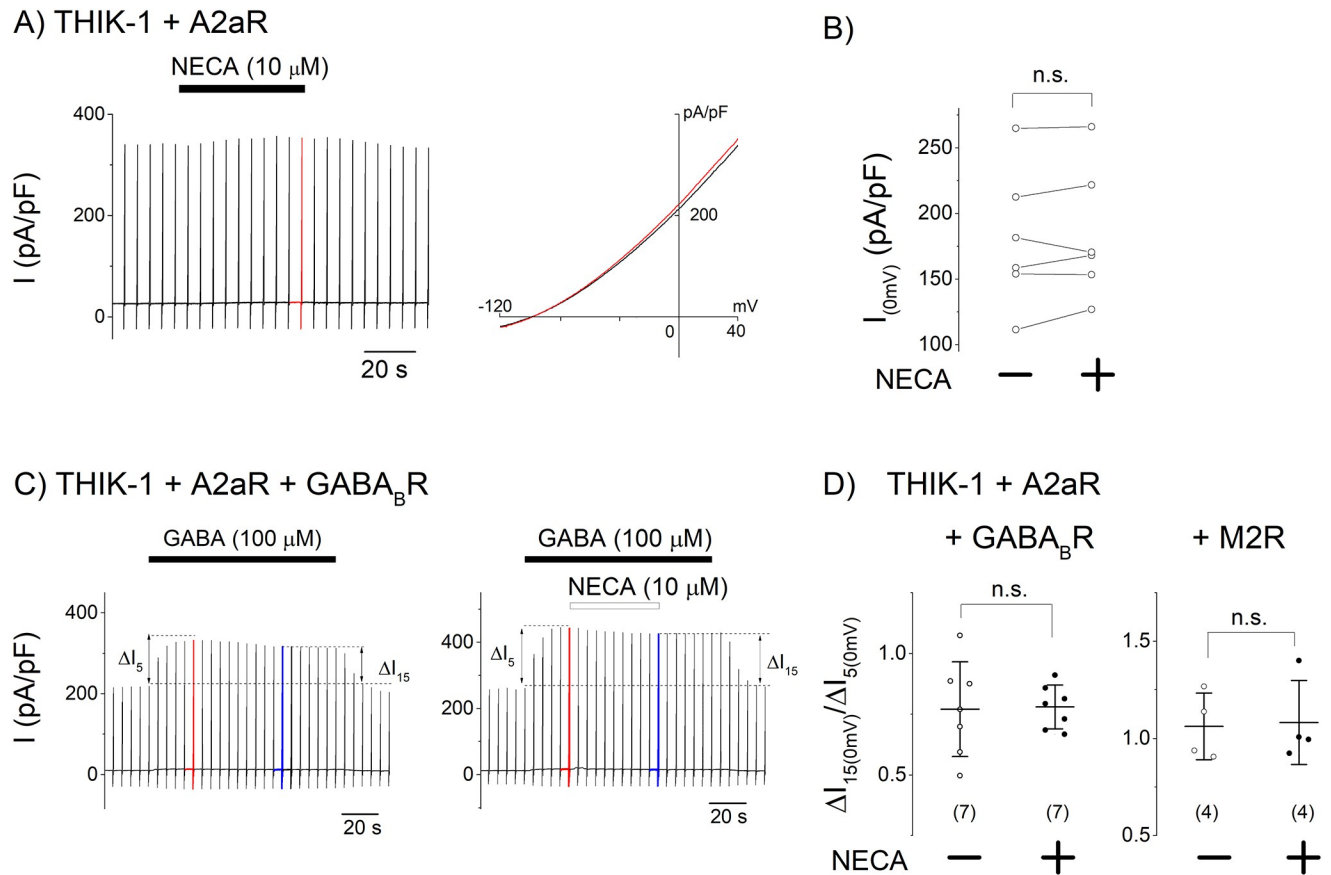 A) THIK-1 + A2aR
NECA (10 μM)
400
200
0
I (pA/pF)
20 s
pA/pF
200
-120
mV
0
40
B)
n.s.
250
200
150
100
I(0mV) (pA/pF)
NECA − +
C) THIK-1 + A2aR + GABABR
GABA (100 μM)
400
200
0
I (pA/pF)
ΔI5
ΔI15
20 s
GABA (100 μM)
NECA (10 μM)
400
200
0
ΔI5
ΔI15
20 s
D) THIK-1 + A2aR
+ GABABR
+ M2R
n.s.
1.0
0.5
ΔI15(0mV)/ΔI5(0mV)
(7)
(7)
n.s.
1.5
1.0
0.5
(4)
(4)
NECA − + − +